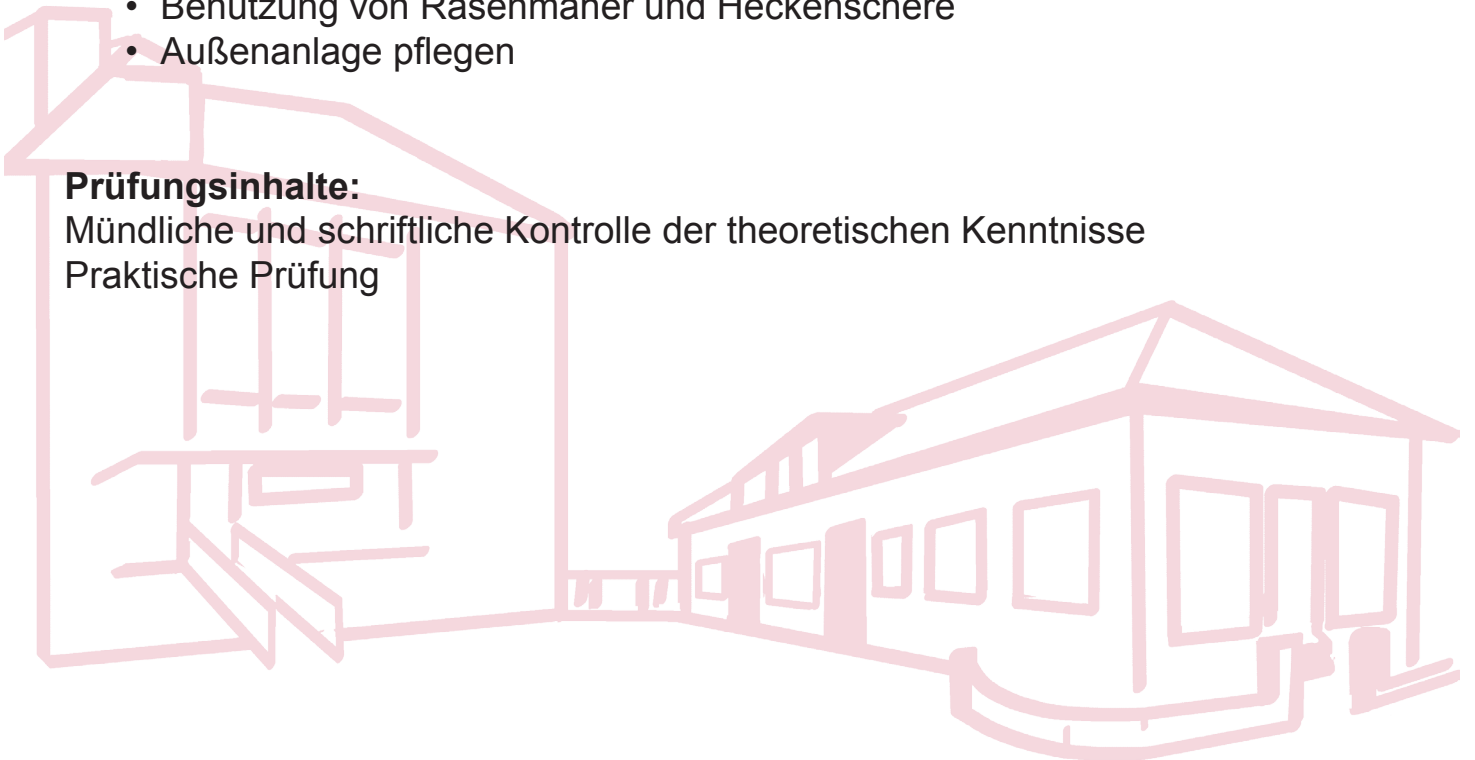 • Benutzung von Rasenmäher und Heckenschere
• Außenanlage pflegen
Prüfungsinhalte:
Mündliche und schriftliche Kontrolle der theoretischen Kenntnisse
Praktische Prüfung